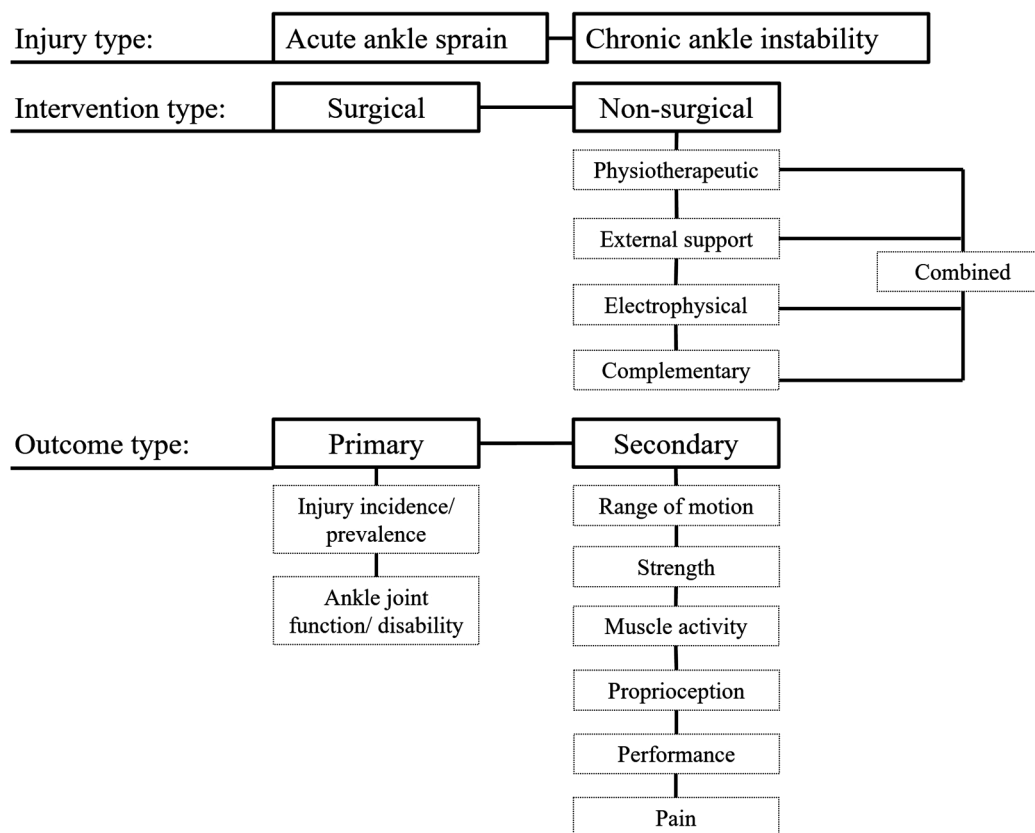 Injury type:
Acute ankle sprain
Chronic ankle instability
Intervention type:
Surgical
Non-surgical
Physiotherapeutic
External support
Combined
Electrophysical
Complementary
Outcome type:
Primary
Secondary
Injury incidence/
prevalence
Ankle joint
function/ disability
Range of motion
Strength
Muscle activity
Proprioception
Performance
Pain